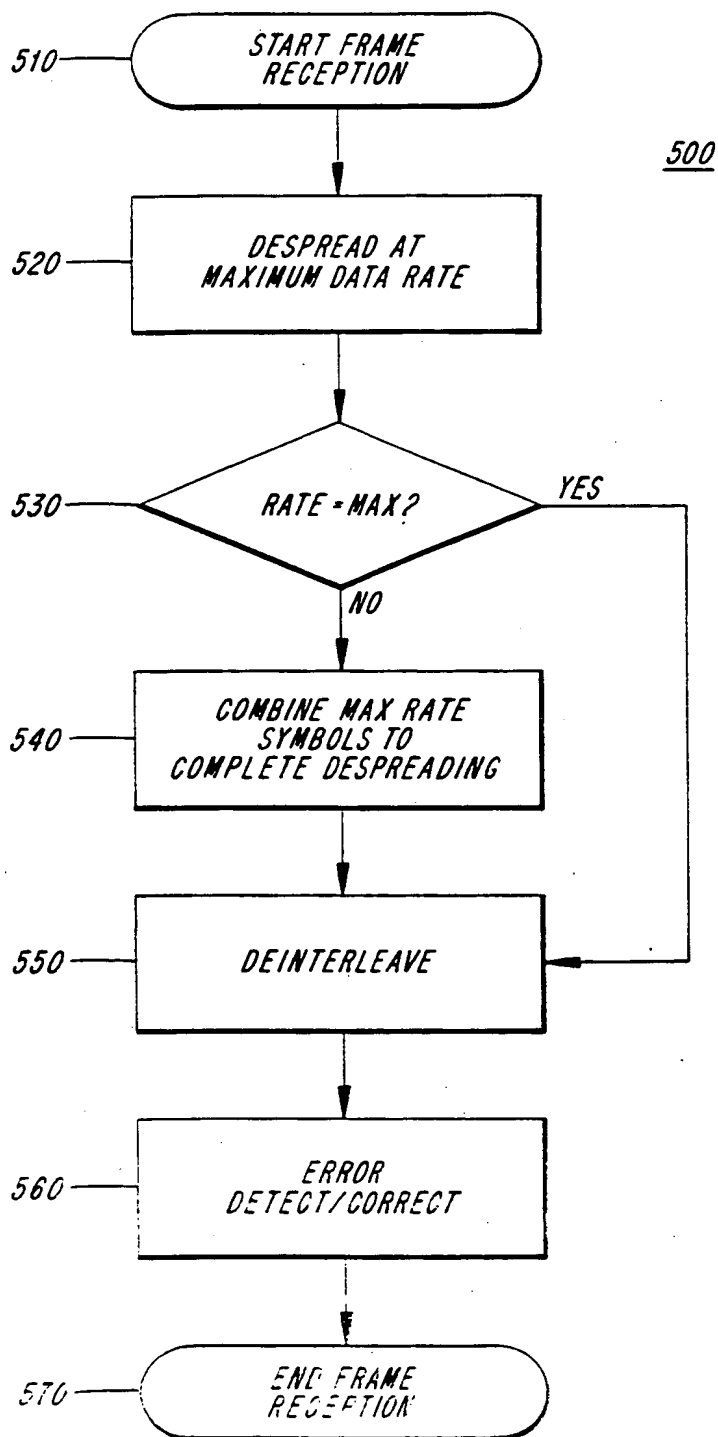 510
START FRAME
RECEPTION
500
520
DESPREAD AT
MAXIMUM DATA RATE
530
RATE = MAX?
YES
NO
540
COMBINE MAX RATE
SYMBOLS TO
COMPLETE DESPREADING
550
DEINTERLEAVE
560
ERROR
DETECT/CORRECT
570
END FRAME
RECEPTION